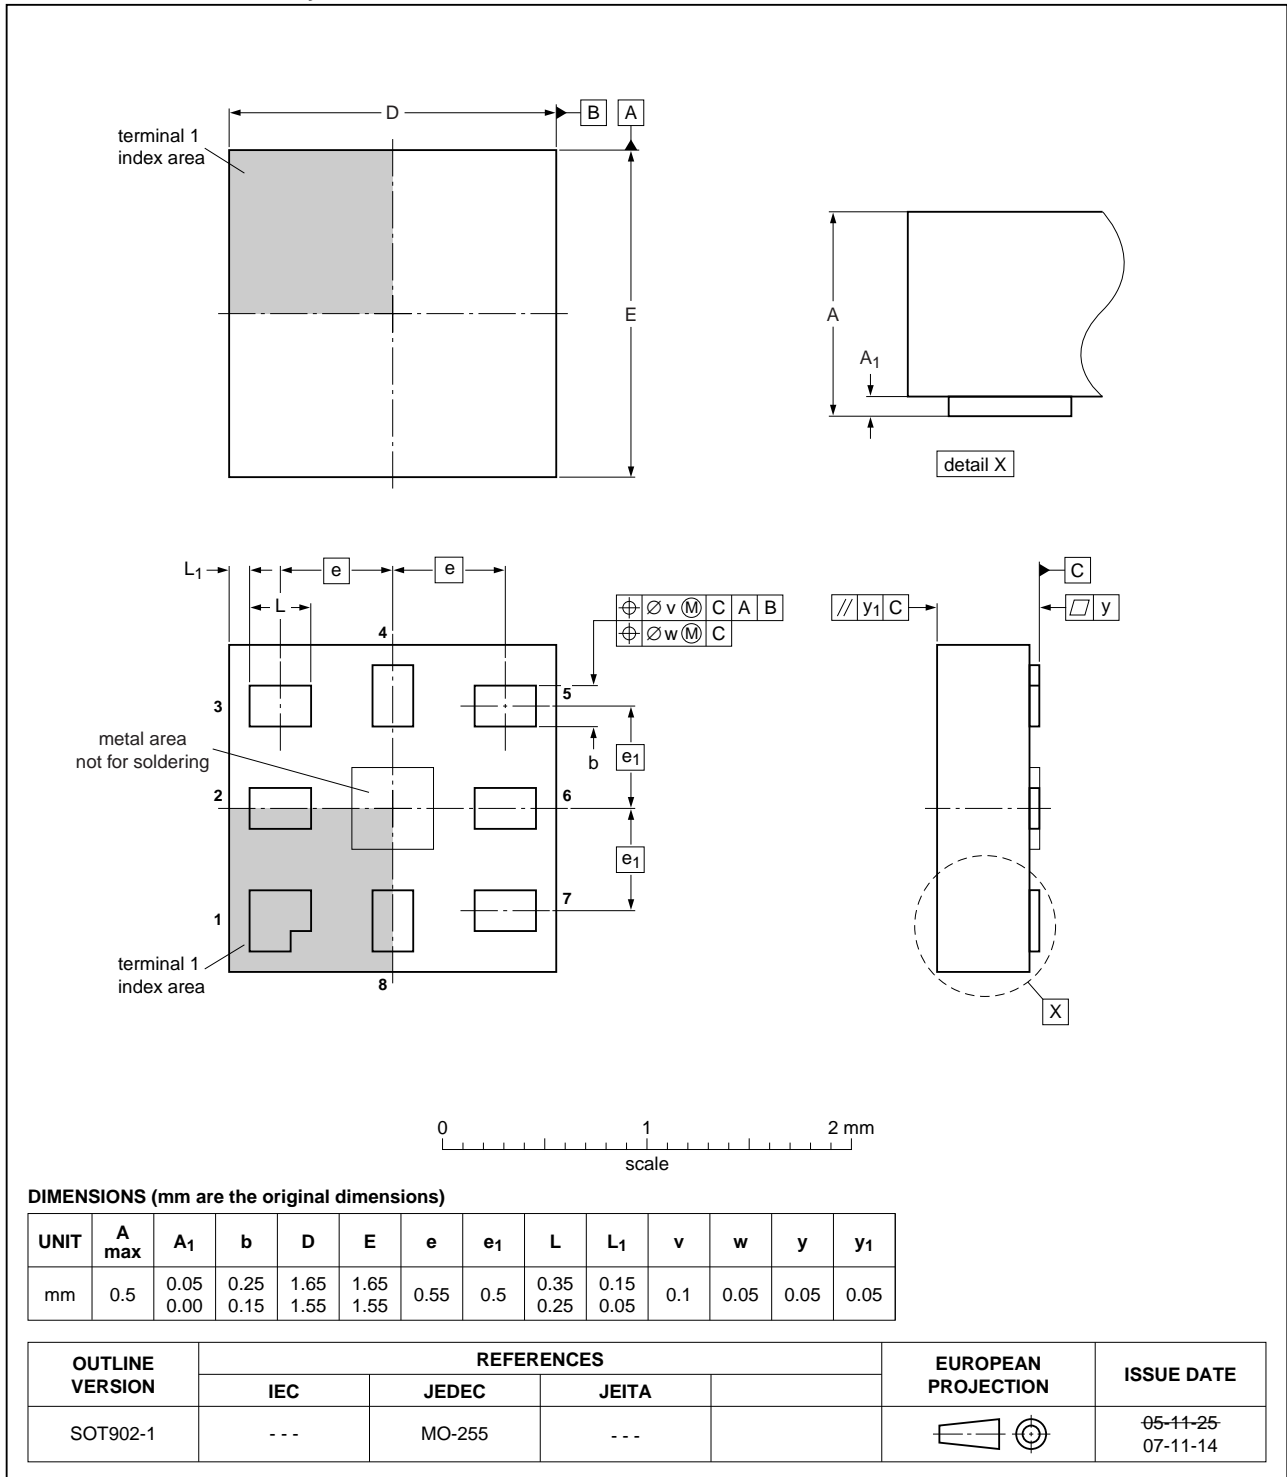 D
B A
terminal 1
index area
E
A
A1
detail X
L1
e e
L
⌖ ⌀ v Ⓜ C A B
⌖ ⌀ w Ⓜ C
// y1 C
C
▱ y
4
3
5
metal area
not for soldering
b
e1
2
6
e1
1
7
terminal 1
index area
8
X
0 1 2 mm
scale
DIMENSIONS (mm are the original dimensions)
UNIT A max A1 b D E e e1 L L1 v w y y1
mm 0.5 0.05 0.00 0.25 0.15 1.65 1.55 1.65 1.55 0.55 0.5 0.35 0.25 0.15 0.05 0.1 0.05 0.05 0.05
OUTLINE VERSION REFERENCES EUROPEAN PROJECTION ISSUE DATE
IEC JEDEC JEITA
SOT902-1 - - - MO-255 - - - 05-11-25
07-11-14